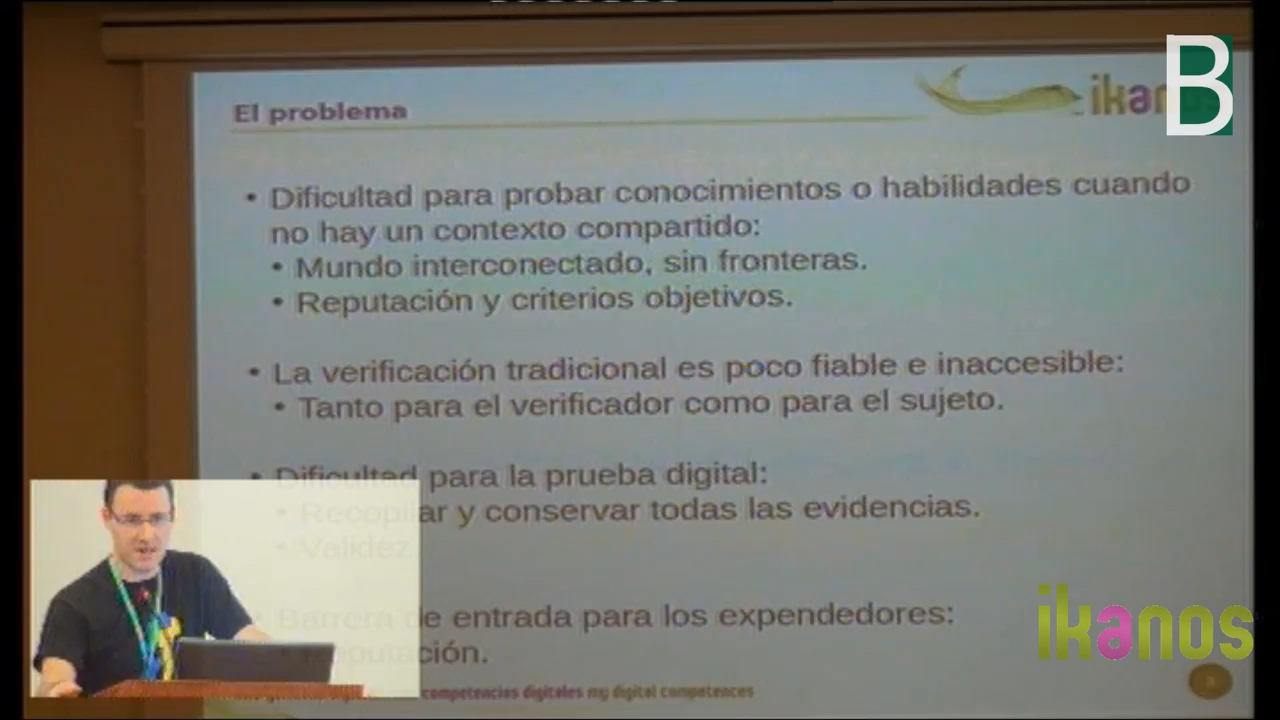 B
El problema
ikanos
• Dificultad para probar conocimientos o habilidades cuando
no hay un contexto compartido:
• Mundo interconectado, sin fronteras.
• Reputación y criterios objetivos.
• La verificación tradicional es poco fiable e inaccesible:
• Tanto para el verificador como para el sujeto.
• Dificultad para la prueba digital:
• Recopilar y conservar todas las evidencias.
• Validez.
• Barrera de entrada para los expendedores:
• Reputación.
ikanos
competencias digitales my digital competences